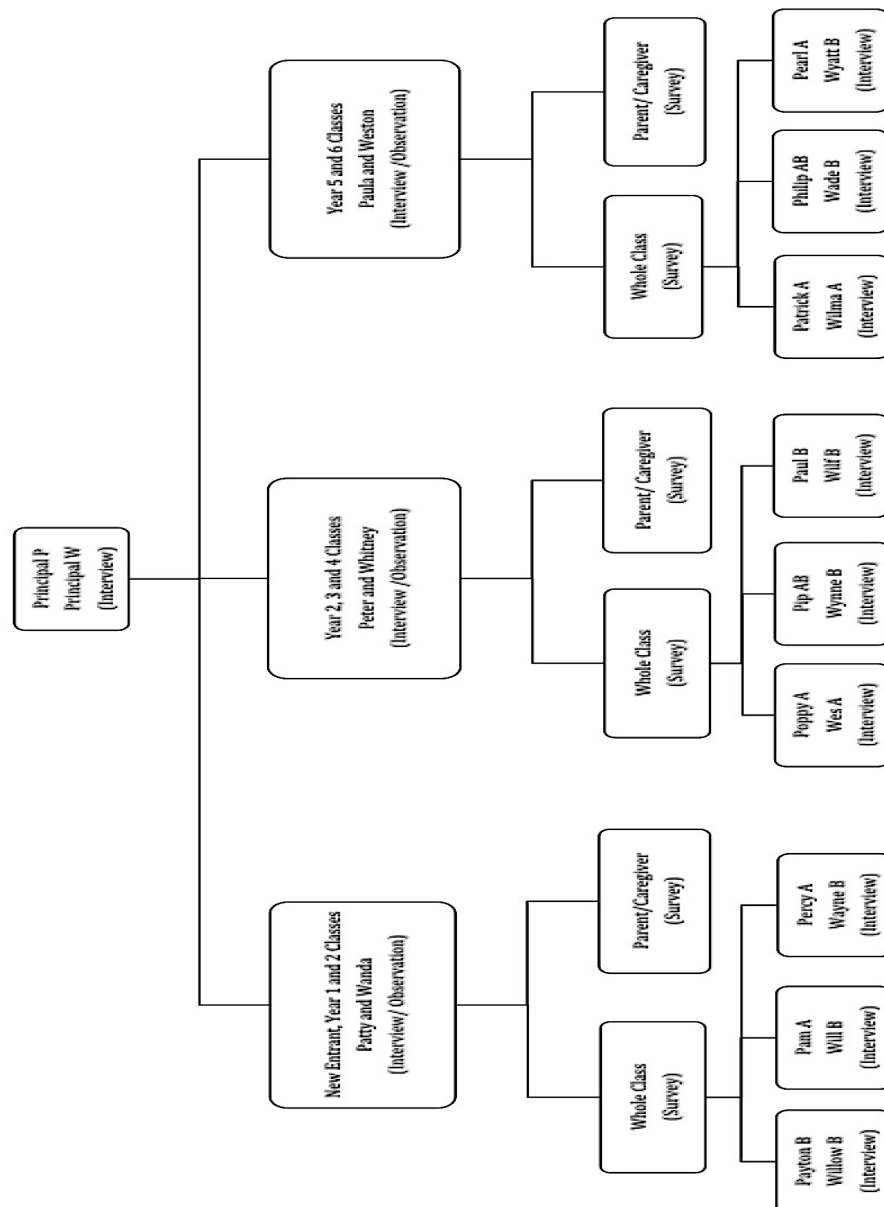 Principal P
Principal W
(Interview)
New Entrant, Year 1 and 2 Classes
Patty and Wanda
(Interview/ Observation)
Year 2, 3 and 4 Classes
Peter and Whitney
(Interview /Observation)
Year 5 and 6 Classes
Paula and Weston
(Interview /Observation)
Whole Class
(Survey)
Parent/Caregiver
(Survey)
Whole Class
(Survey)
Parent/ Caregiver
(Survey)
Whole Class
(Survey)
Parent/ Caregiver
(Survey)
Payton B
Willow B
(Interview)
Pam A
Will B
(Interview)
Percy A
Wayne B
(Interview)
Poppy A
Wes A
(Interview)
Pip AB
Wynne B
(Interview)
Paul B
Wilf B
(Interview)
Patrick A
Wilma A
(Interview)
Philip AB
Wade B
(Interview)
Pearl A
Wyatt B
(Interview)